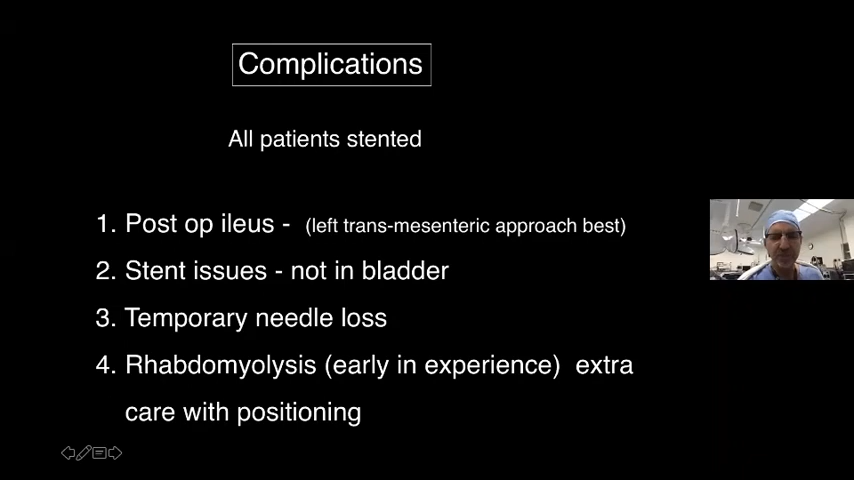 Complications
All patients stented
1. Post op ileus - (left trans-mesenteric approach best)
2. Stent issues - not in bladder
3. Temporary needle loss
4. Rhabdomyolysis (early in experience) extra
care with positioning